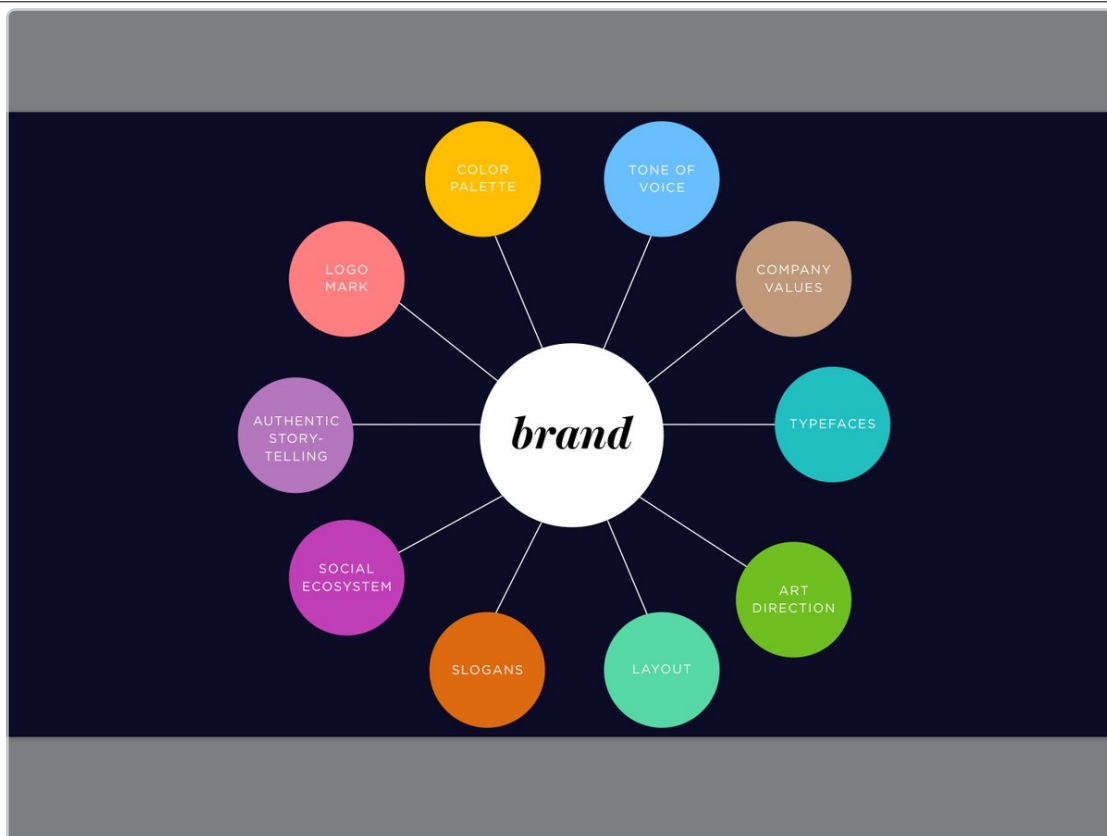 COLOR
PALETTE
TONE OF
VOICE
LOGO
MARK
COMPANY
VALUES
AUTHENTIC
STORY-
TELLING
brand
TYPEFACES
SOCIAL
ECOSYSTEM
ART
DIRECTION
SLOGANS
LAYOUT